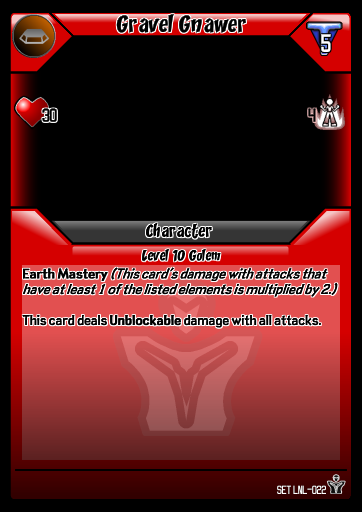 Gravel Gnawer
5
30
4
Character
Level 10 Golem
Earth Mastery (This card's damage with attacks that
have at least 1 of the listed elements is multiplied by 2.)
This card deals Unblockable damage with all attacks.
SET LNL-022